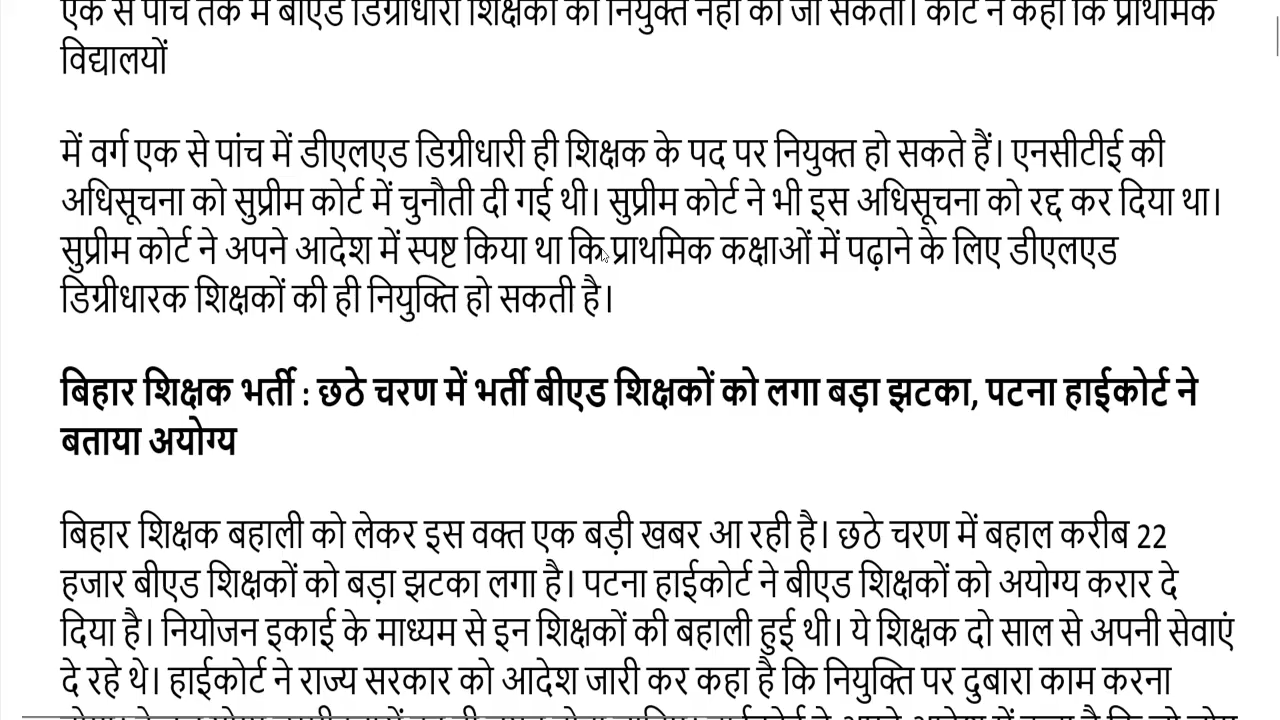 एक से पांच तक में बीएड डिग्रीधारी शिक्षकों की नियुक्ति नहीं की जा सकती। कोर्ट ने कहा कि प्राथमिक
विद्यालयों
में वर्ग एक से पांच में डीएलएड डिग्रीधारी ही शिक्षक के पद पर नियुक्त हो सकते हैं। एनसीटीई की
अधिसूचना को सुप्रीम कोर्ट में चुनौती दी गई थी। सुप्रीम कोर्ट ने भी इस अधिसूचना को रद्द कर दिया था।
सुप्रीम कोर्ट ने अपने आदेश में स्पष्ट किया था कि प्राथमिक कक्षाओं में पढ़ाने के लिए डीएलएड
डिग्रीधारक शिक्षकों की ही नियुक्ति हो सकती है।
बिहार शिक्षक भर्ती : छठे चरण में भर्ती बीएड शिक्षकों को लगा बड़ा झटका, पटना हाईकोर्ट ने
बताया अयोग्य
बिहार शिक्षक बहाली को लेकर इस वक्त एक बड़ी खबर आ रही है। छठे चरण में बहाल करीब 22
हजार बीएड शिक्षकों को बड़ा झटका लगा है। पटना हाईकोर्ट ने बीएड शिक्षकों को अयोग्य करार दे
दिया है। नियोजन इकाई के माध्यम से इन शिक्षकों की बहाली हुई थी। ये शिक्षक दो साल से अपनी सेवाएं
दे रहे थे। हाईकोर्ट ने राज्य सरकार को आदेश जारी कर कहा है कि नियुक्ति पर दुबारा काम करना